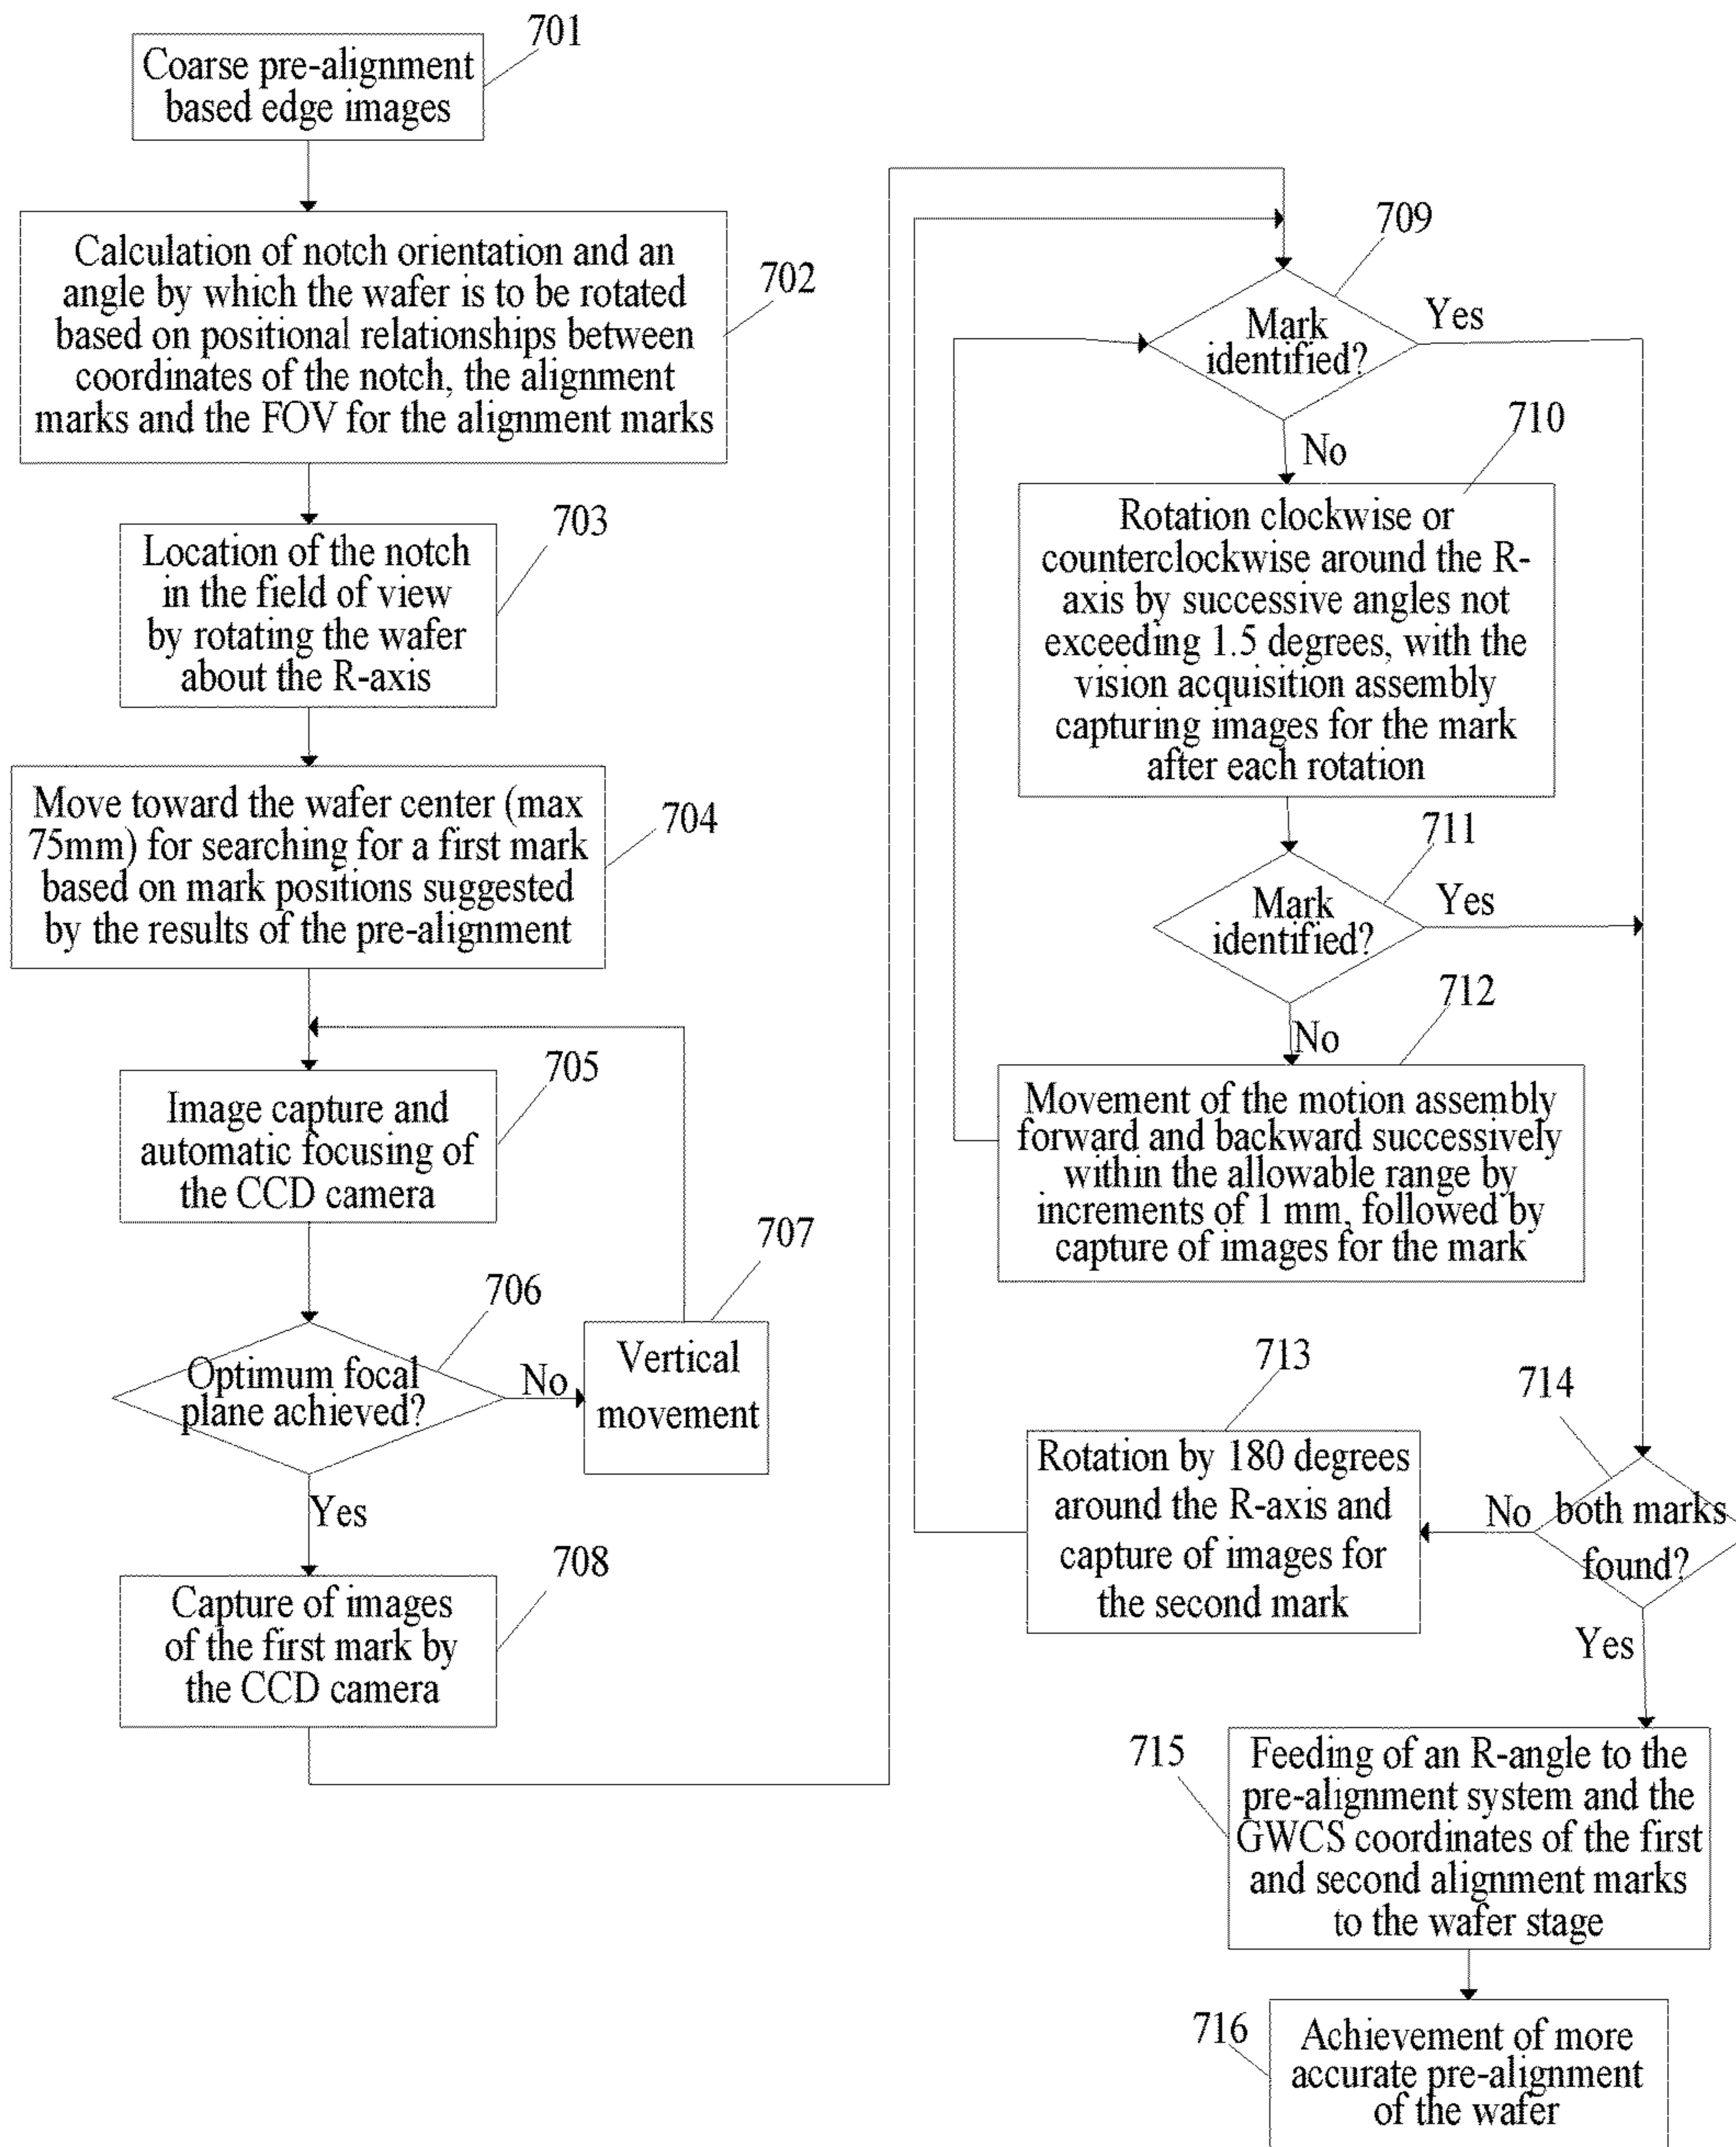 701
Coarse pre-alignment
based edge images
702
Calculation of notch orientation and an
angle by which the wafer is to be rotated
based on positional relationships between
coordinates of the notch, the alignment
marks and the FOV for the alignment marks
703
Location of the notch
in the field of view
by rotating the wafer
about the R-axis
704
Move toward the wafer center (max
75mm) for searching for a first mark
based on mark positions suggested
by the results of the pre-alignment
705
Image capture and
automatic focusing of
the CCD camera
706
Optimum focal
plane achieved?
No
707
Vertical
movement
Yes
708
Capture of images
of the first mark by
the CCD camera
709
Mark
identified?
Yes
No
710
Rotation clockwise or
counterclockwise around the R-
axis by successive angles not
exceeding 1.5 degrees, with the
vision acquisition assembly
capturing images for the mark
after each rotation
711
Mark
identified?
Yes
No
712
Movement of the motion assembly
forward and backward successively
within the allowable range by
increments of 1 mm, followed by
capture of images for the mark
713
Rotation by 180 degrees
around the R-axis and
capture of images for
the second mark
714
both marks
found?
No
Yes
715
Feeding of an R-angle to the
pre-alignment system and the
GWCS coordinates of the first
and second alignment marks
to the wafer stage
716
Achievement of more
accurate pre-alignment
of the wafer